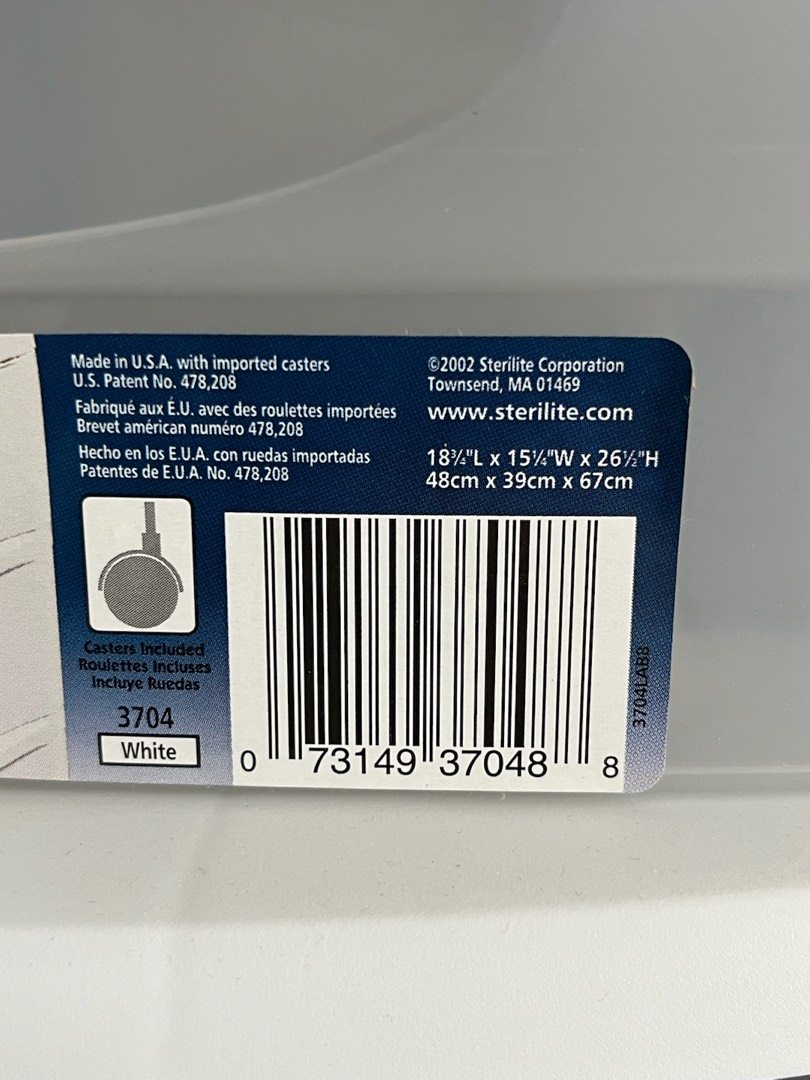 Made in U.S.A. with imported casters
U.S. Patent No. 478,208
Fabriqué aux É.U. avec des roulettes importées
Brevet américan numéro 478,208
Hecho en los E.U.A. con ruedas importadas
Patentes de E.U.A. No. 478,208
©2002 Sterilite Corporation
Townsend, MA 01469
www.sterilite.com
18¾"L x 15¼"W x 26½"H
48cm x 39cm x 67cm
Casters Included
Roulettes Incluses
Incluye Ruedas
3704
White
0 73149 37048 8
3704LAB8